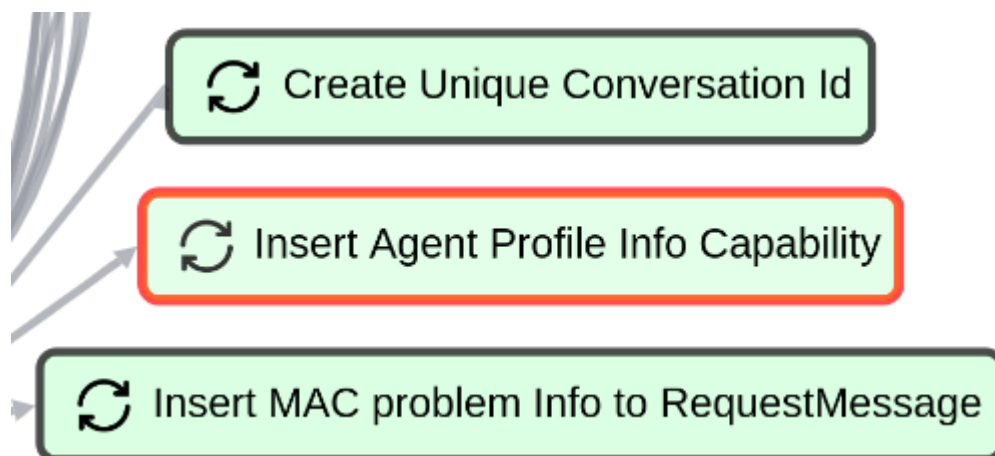 Create Unique Conversation Id
Insert Agent Profile Info Capability
Insert MAC problem Info to RequestMessage